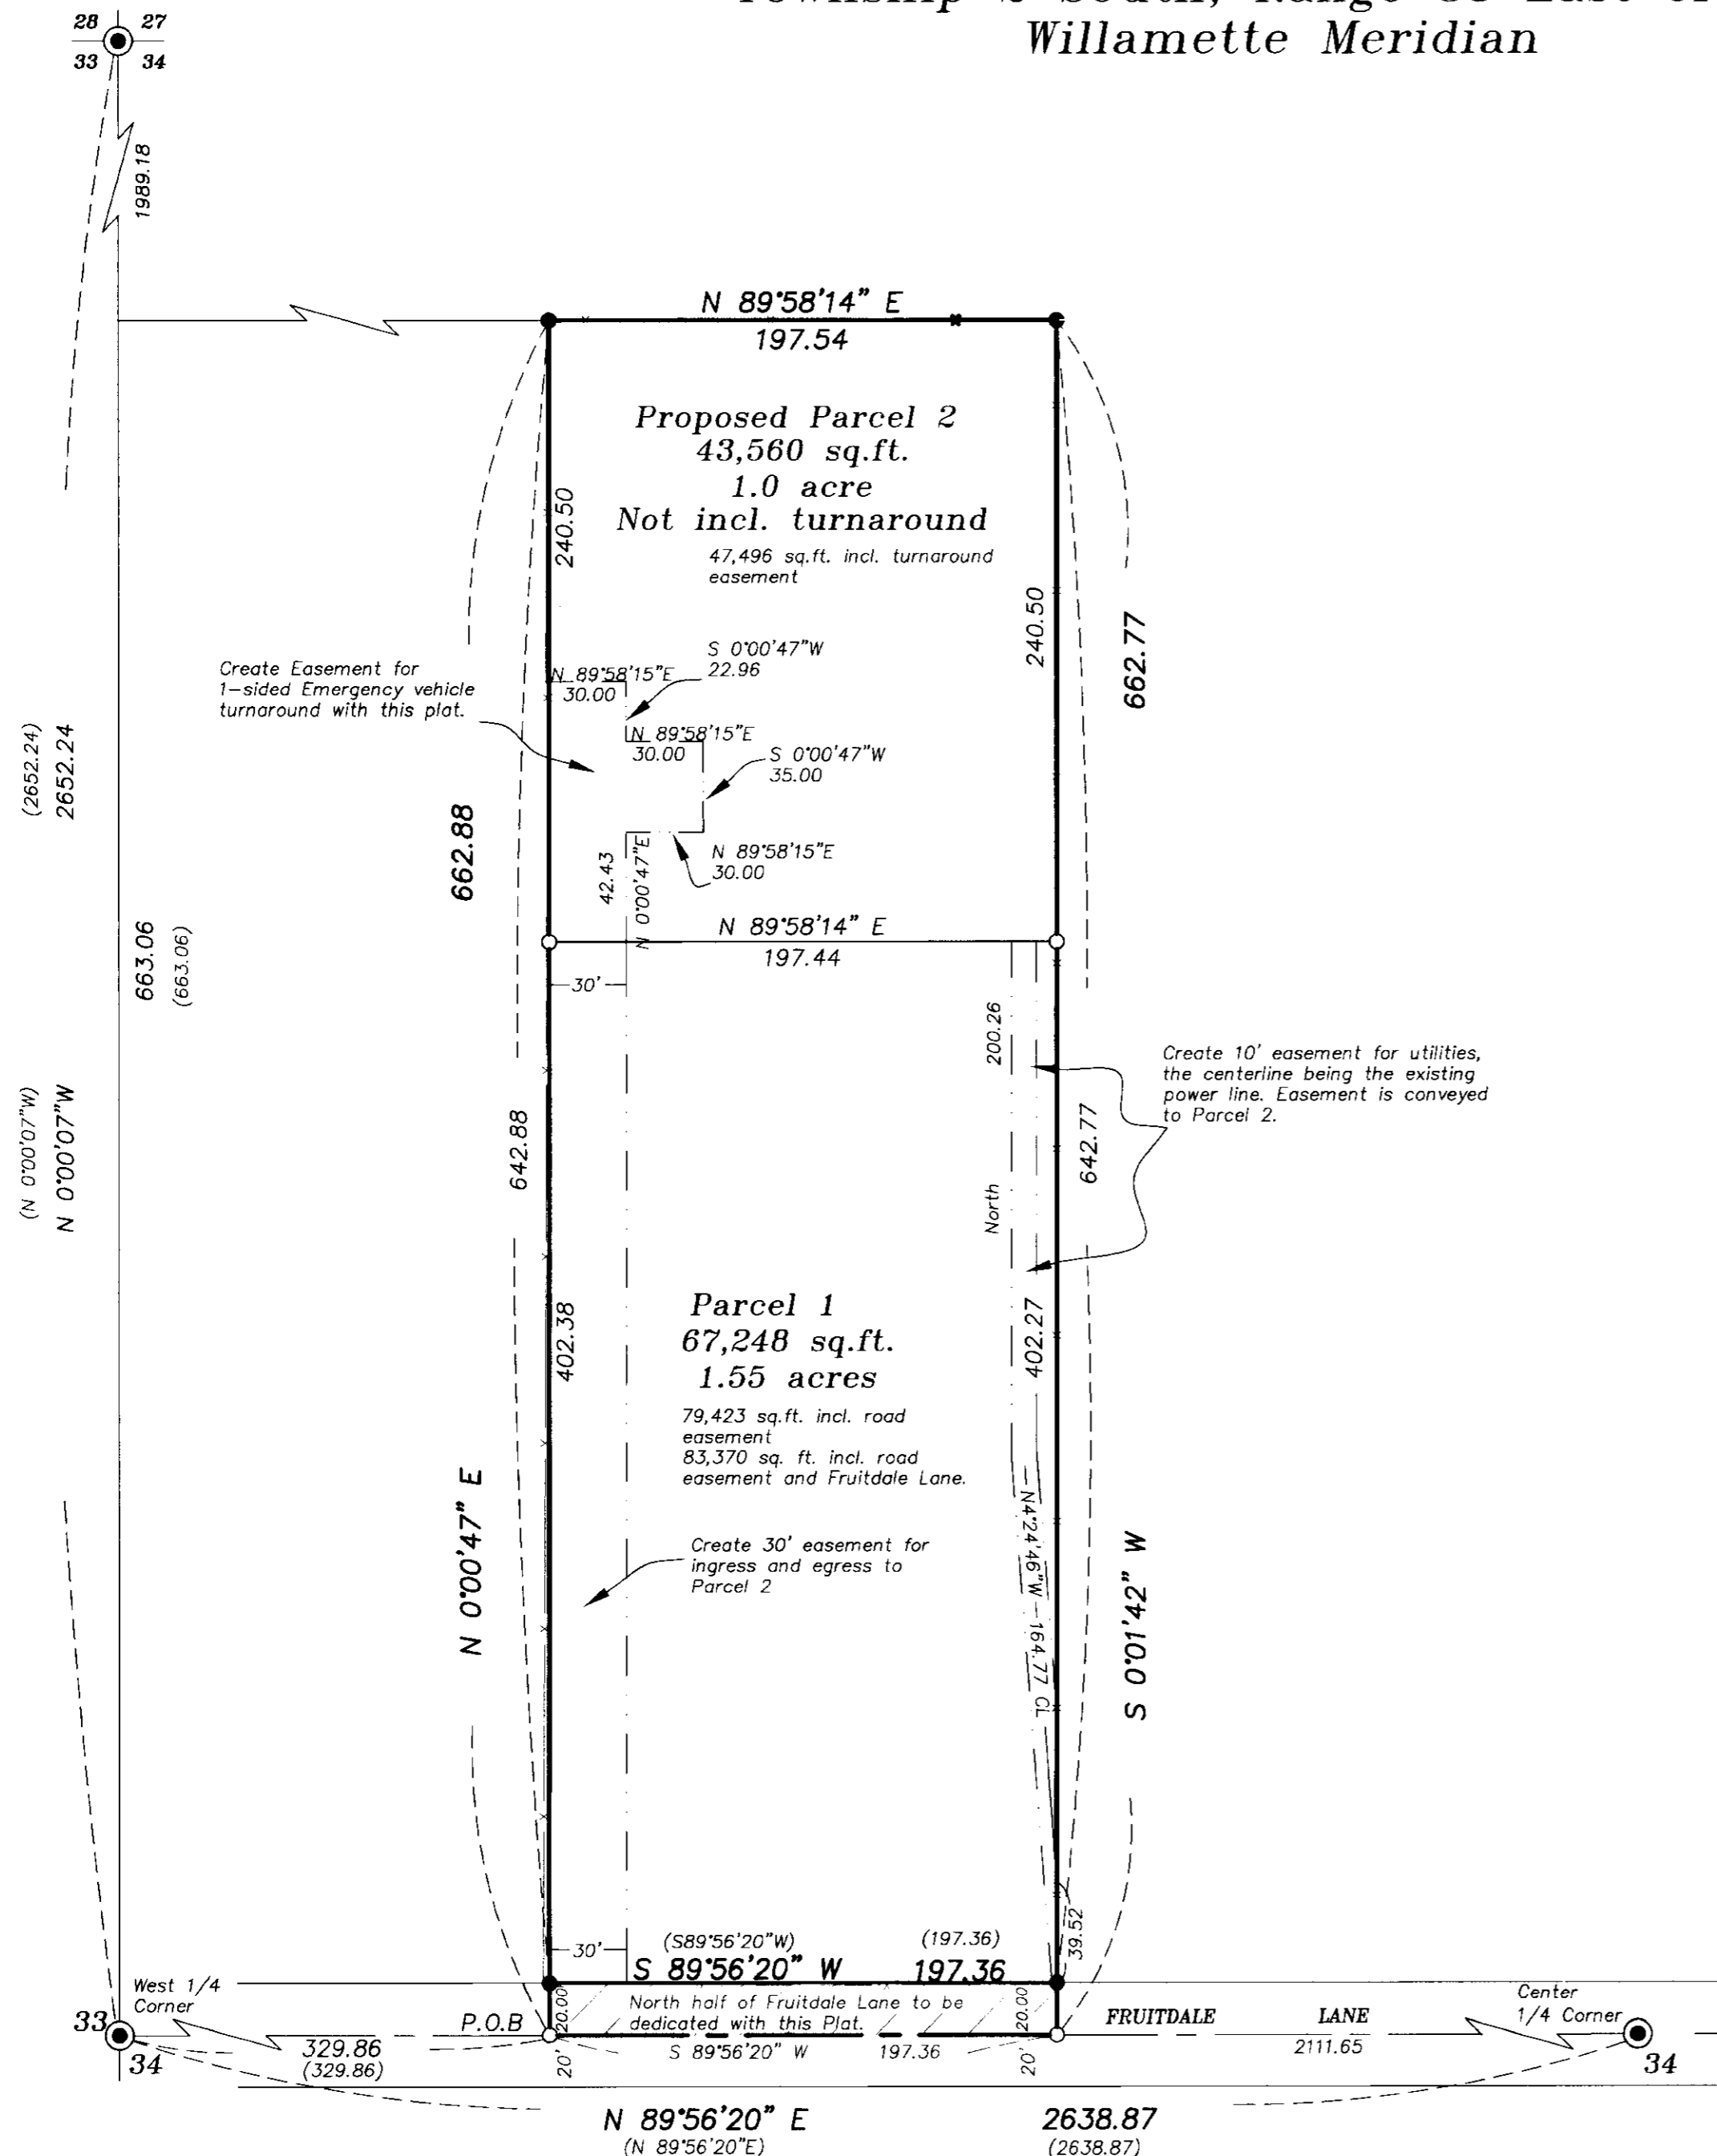 Willamette Meridian
28 27
33 34
1989.18
N 89°58'14" E
197.54
Proposed Parcel 2
43,560 sq.ft.
1.0 acre
Not incl. turnaround
47,496 sq.ft. incl. turnaround
easement
240.50
240.50
662.77
S 0°00'47"W
22.96
Create Easement for
1-sided Emergency vehicle
turnaround with this plat.
N 89°58'15"E
30.00
N 89°58'15"E
30.00
S 0°00'47"W
35.00
N 89°58'15"E
30.00
42.43
N 0°00'47"E
(2652.24)
2652.24
662.88
663.06
(663.06)
N 89°58'14" E
197.44
30'
200.26
North
Create 10' easement for utilities,
the centerline being the existing
power line. Easement is conveyed
to Parcel 2.
(N 0°00'07"W)
N 0°00'07"W
642.88
642.77
402.38
402.27
Parcel 1
67,248 sq.ft.
1.55 acres
79,423 sq.ft. incl. road
easement
83,370 sq. ft. incl. road
easement and Fruitdale Lane.
N 0°00'47" E
N4°24'46"W 164.77 CL
S 0°01'42" W
Create 30' easement for
ingress and egress to
Parcel 2
39.52
30'
(S89°56'20"W) (197.36)
S 89°56'20" W 197.36
West 1/4
Corner
20.00
North half of Fruitdale Lane to be
dedicated with this Plat.
20.00
FRUITDALE LANE
Center
1/4 Corner
33
34
P.O.B
329.86
(329.86)
20'
S 89°56'20" W 197.36
20'
2111.65
34
N 89°56'20" E 2638.87
(N 89°56'20"E) (2638.87)